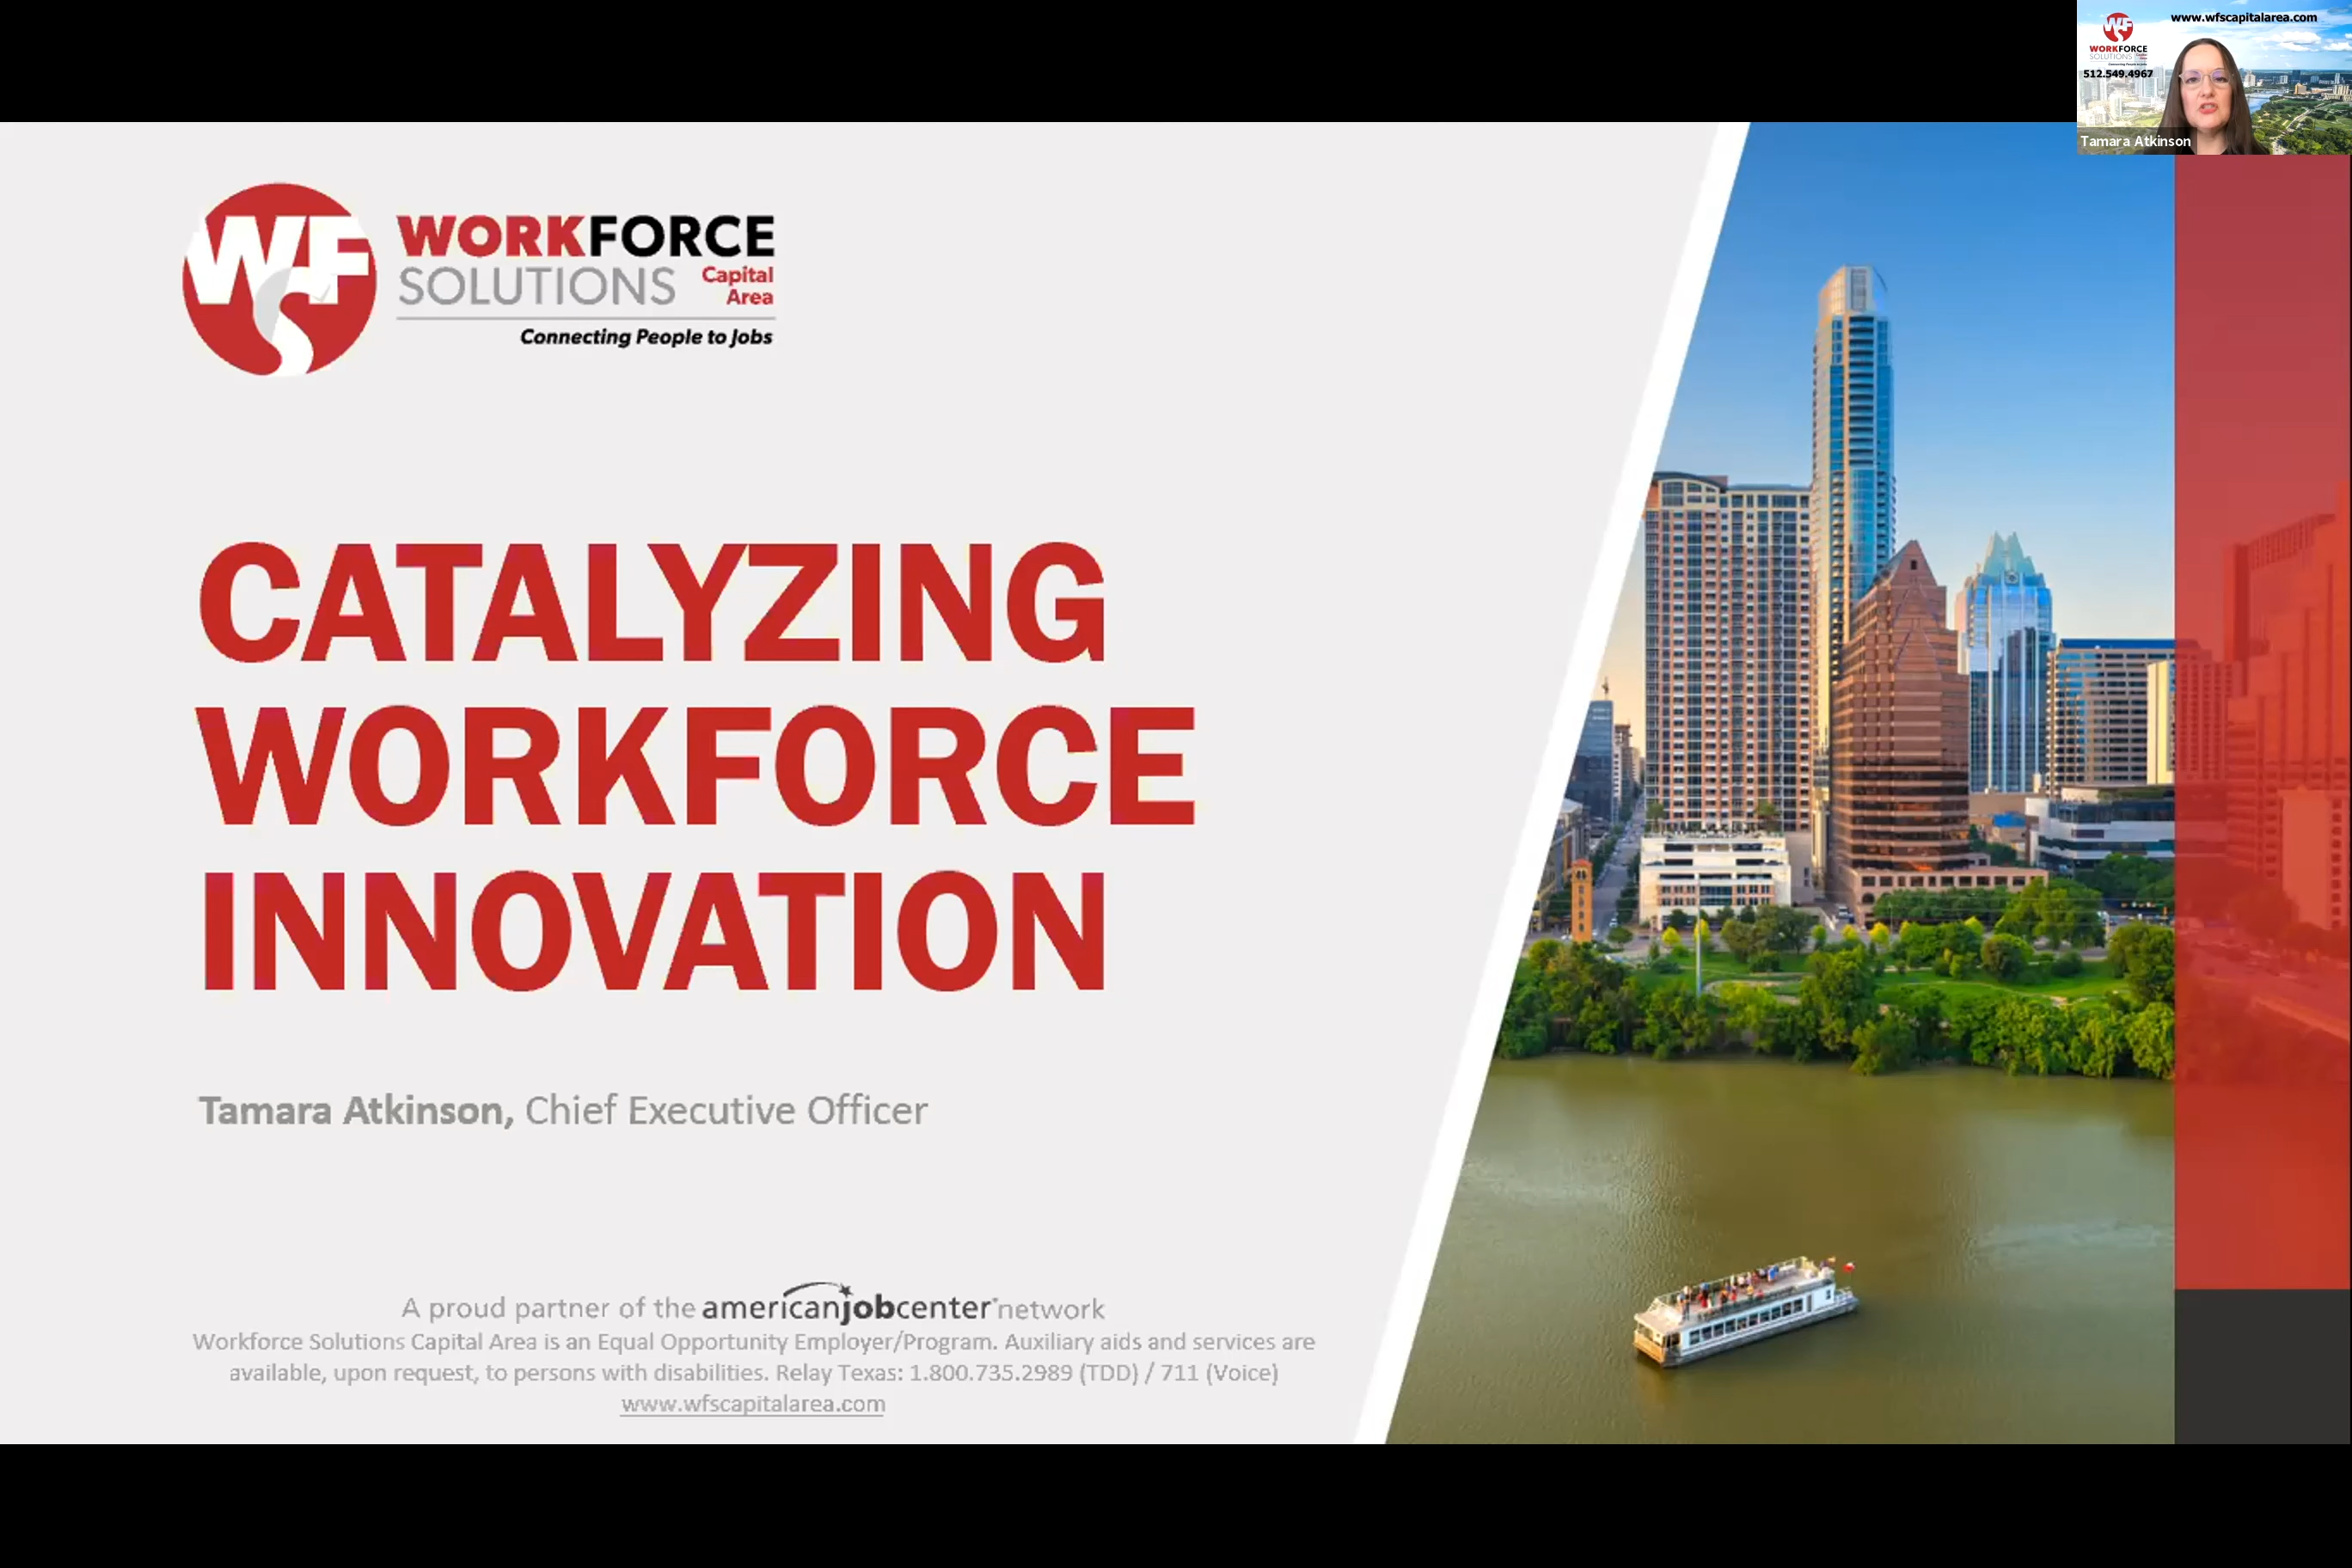 www.wfscapitalarea.com
WF
WORKFORCE
SOLUTIONS
512.549.4967
Tamara Atkinson
WF
S
WORKFORCE
SOLUTIONS Capital
Area
Connecting People to Jobs
CATALYZING
WORKFORCE
INNOVATION
Tamara Atkinson, Chief Executive Officer
A proud partner of the americanjobcenter network
Workforce Solutions Capital Area is an Equal Opportunity Employer/Program. Auxiliary aids and services are
available, upon request, to persons with disabilities. Relay Texas: 1.800.735.2989 (TDD) / 711 (Voice)
www.wfscapitalarea.com